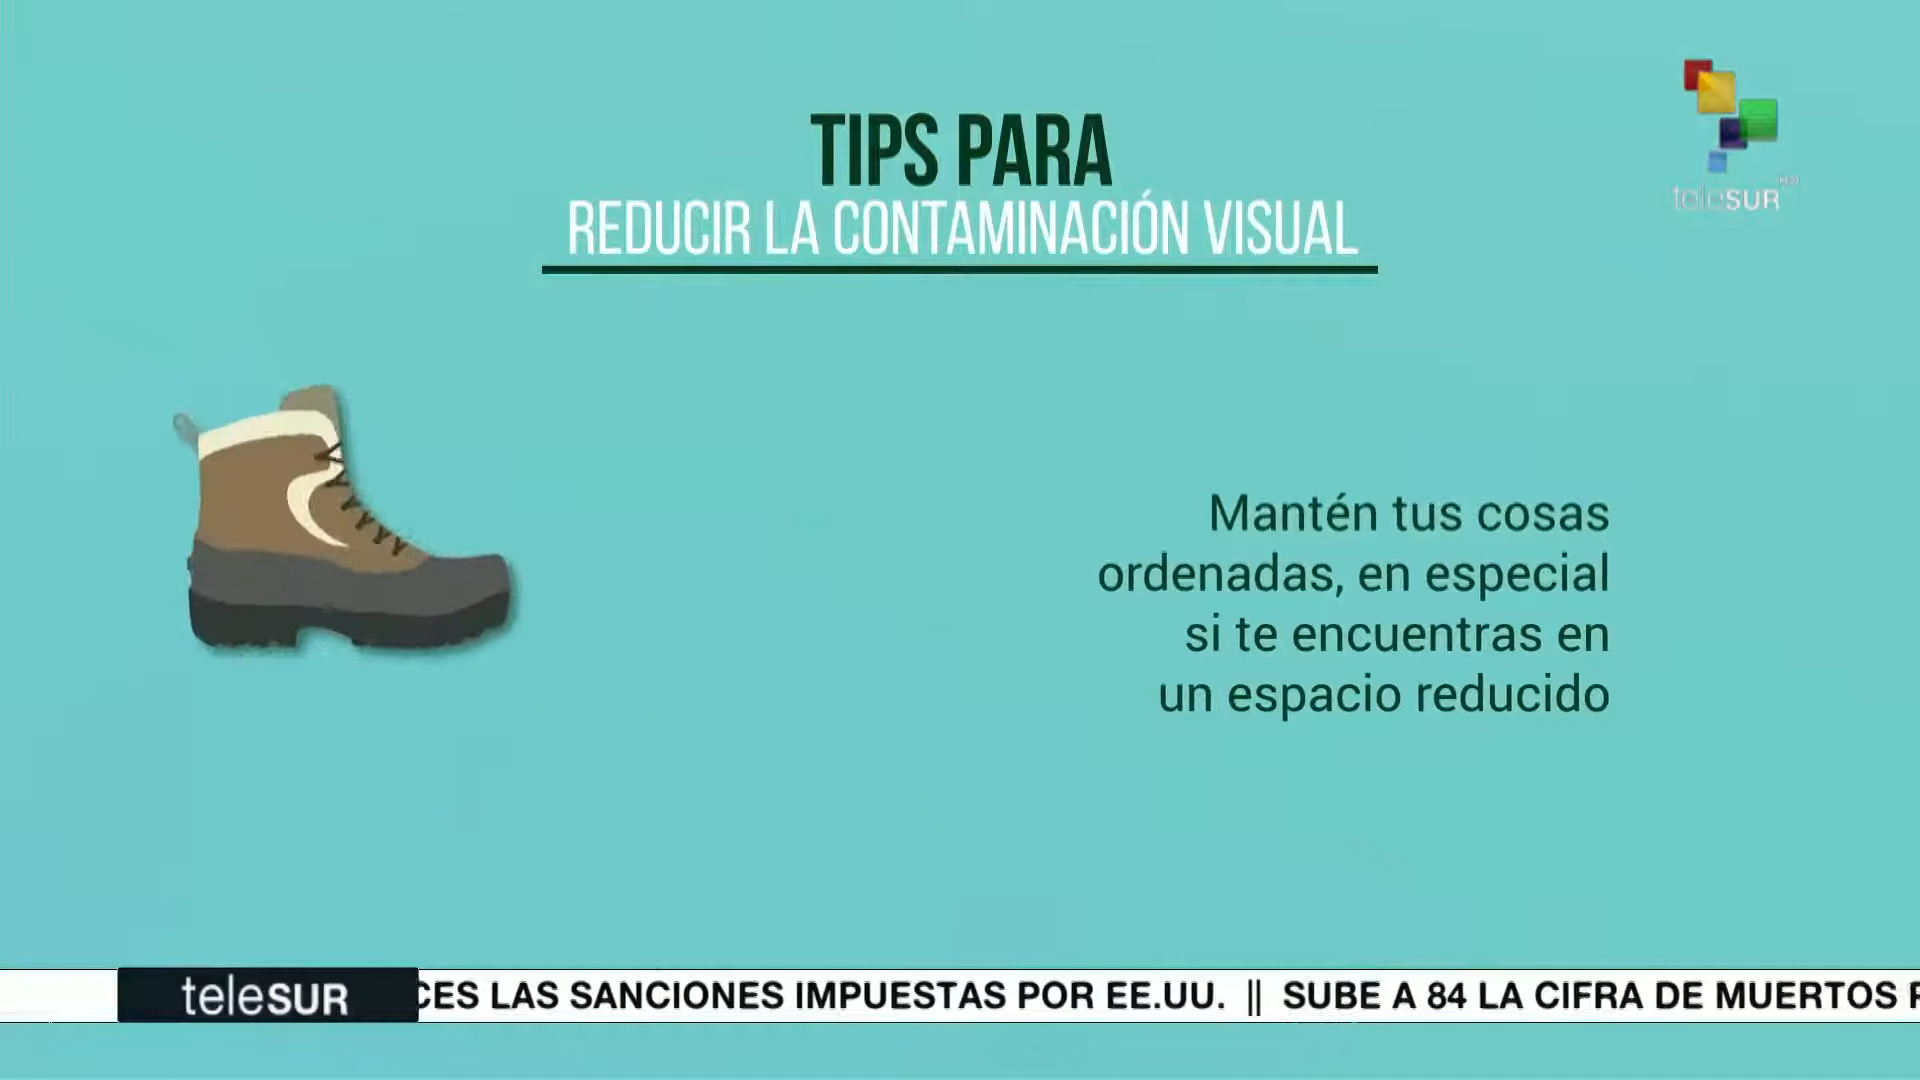 TIPS PARA
REDUCIR LA CONTAMINACIÓN VISUAL
teleSUR
Mantén tus cosas
ordenadas, en especial
si te encuentras en
un espacio reducido
teleSUR
LAS SANCIONES IMPUESTAS POR EE.UU. || SUBE A 84 LA CIFRA DE MUERTOS